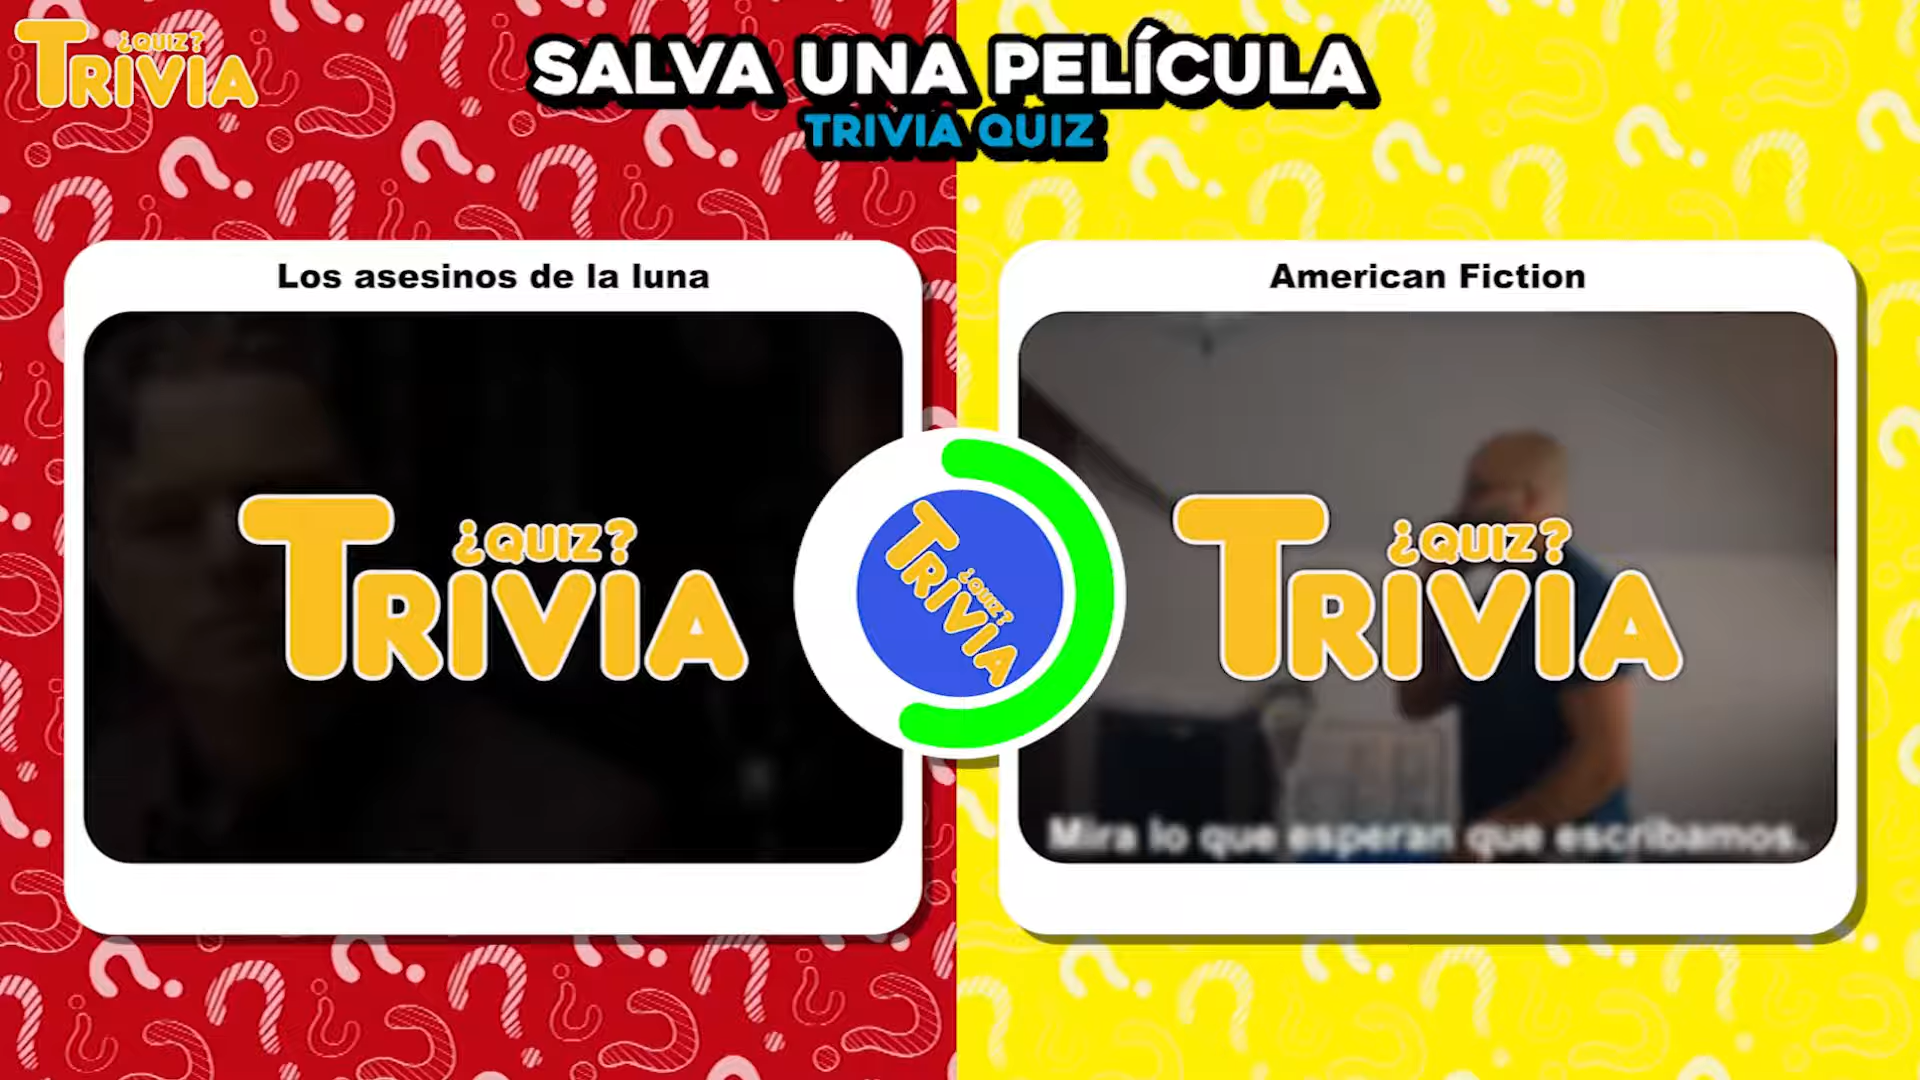 ¿QUIZ?
TRIVIA
SALVA UNA PELÍCULA
TRIVIA QUIZ
Los asesinos de la luna
American Fiction
¿QUIZ?
TRIVIA
¿QUIZ?
TRIVIA
¿QUIZ?
TRIVIA
Mira lo que esperan que escribamos.